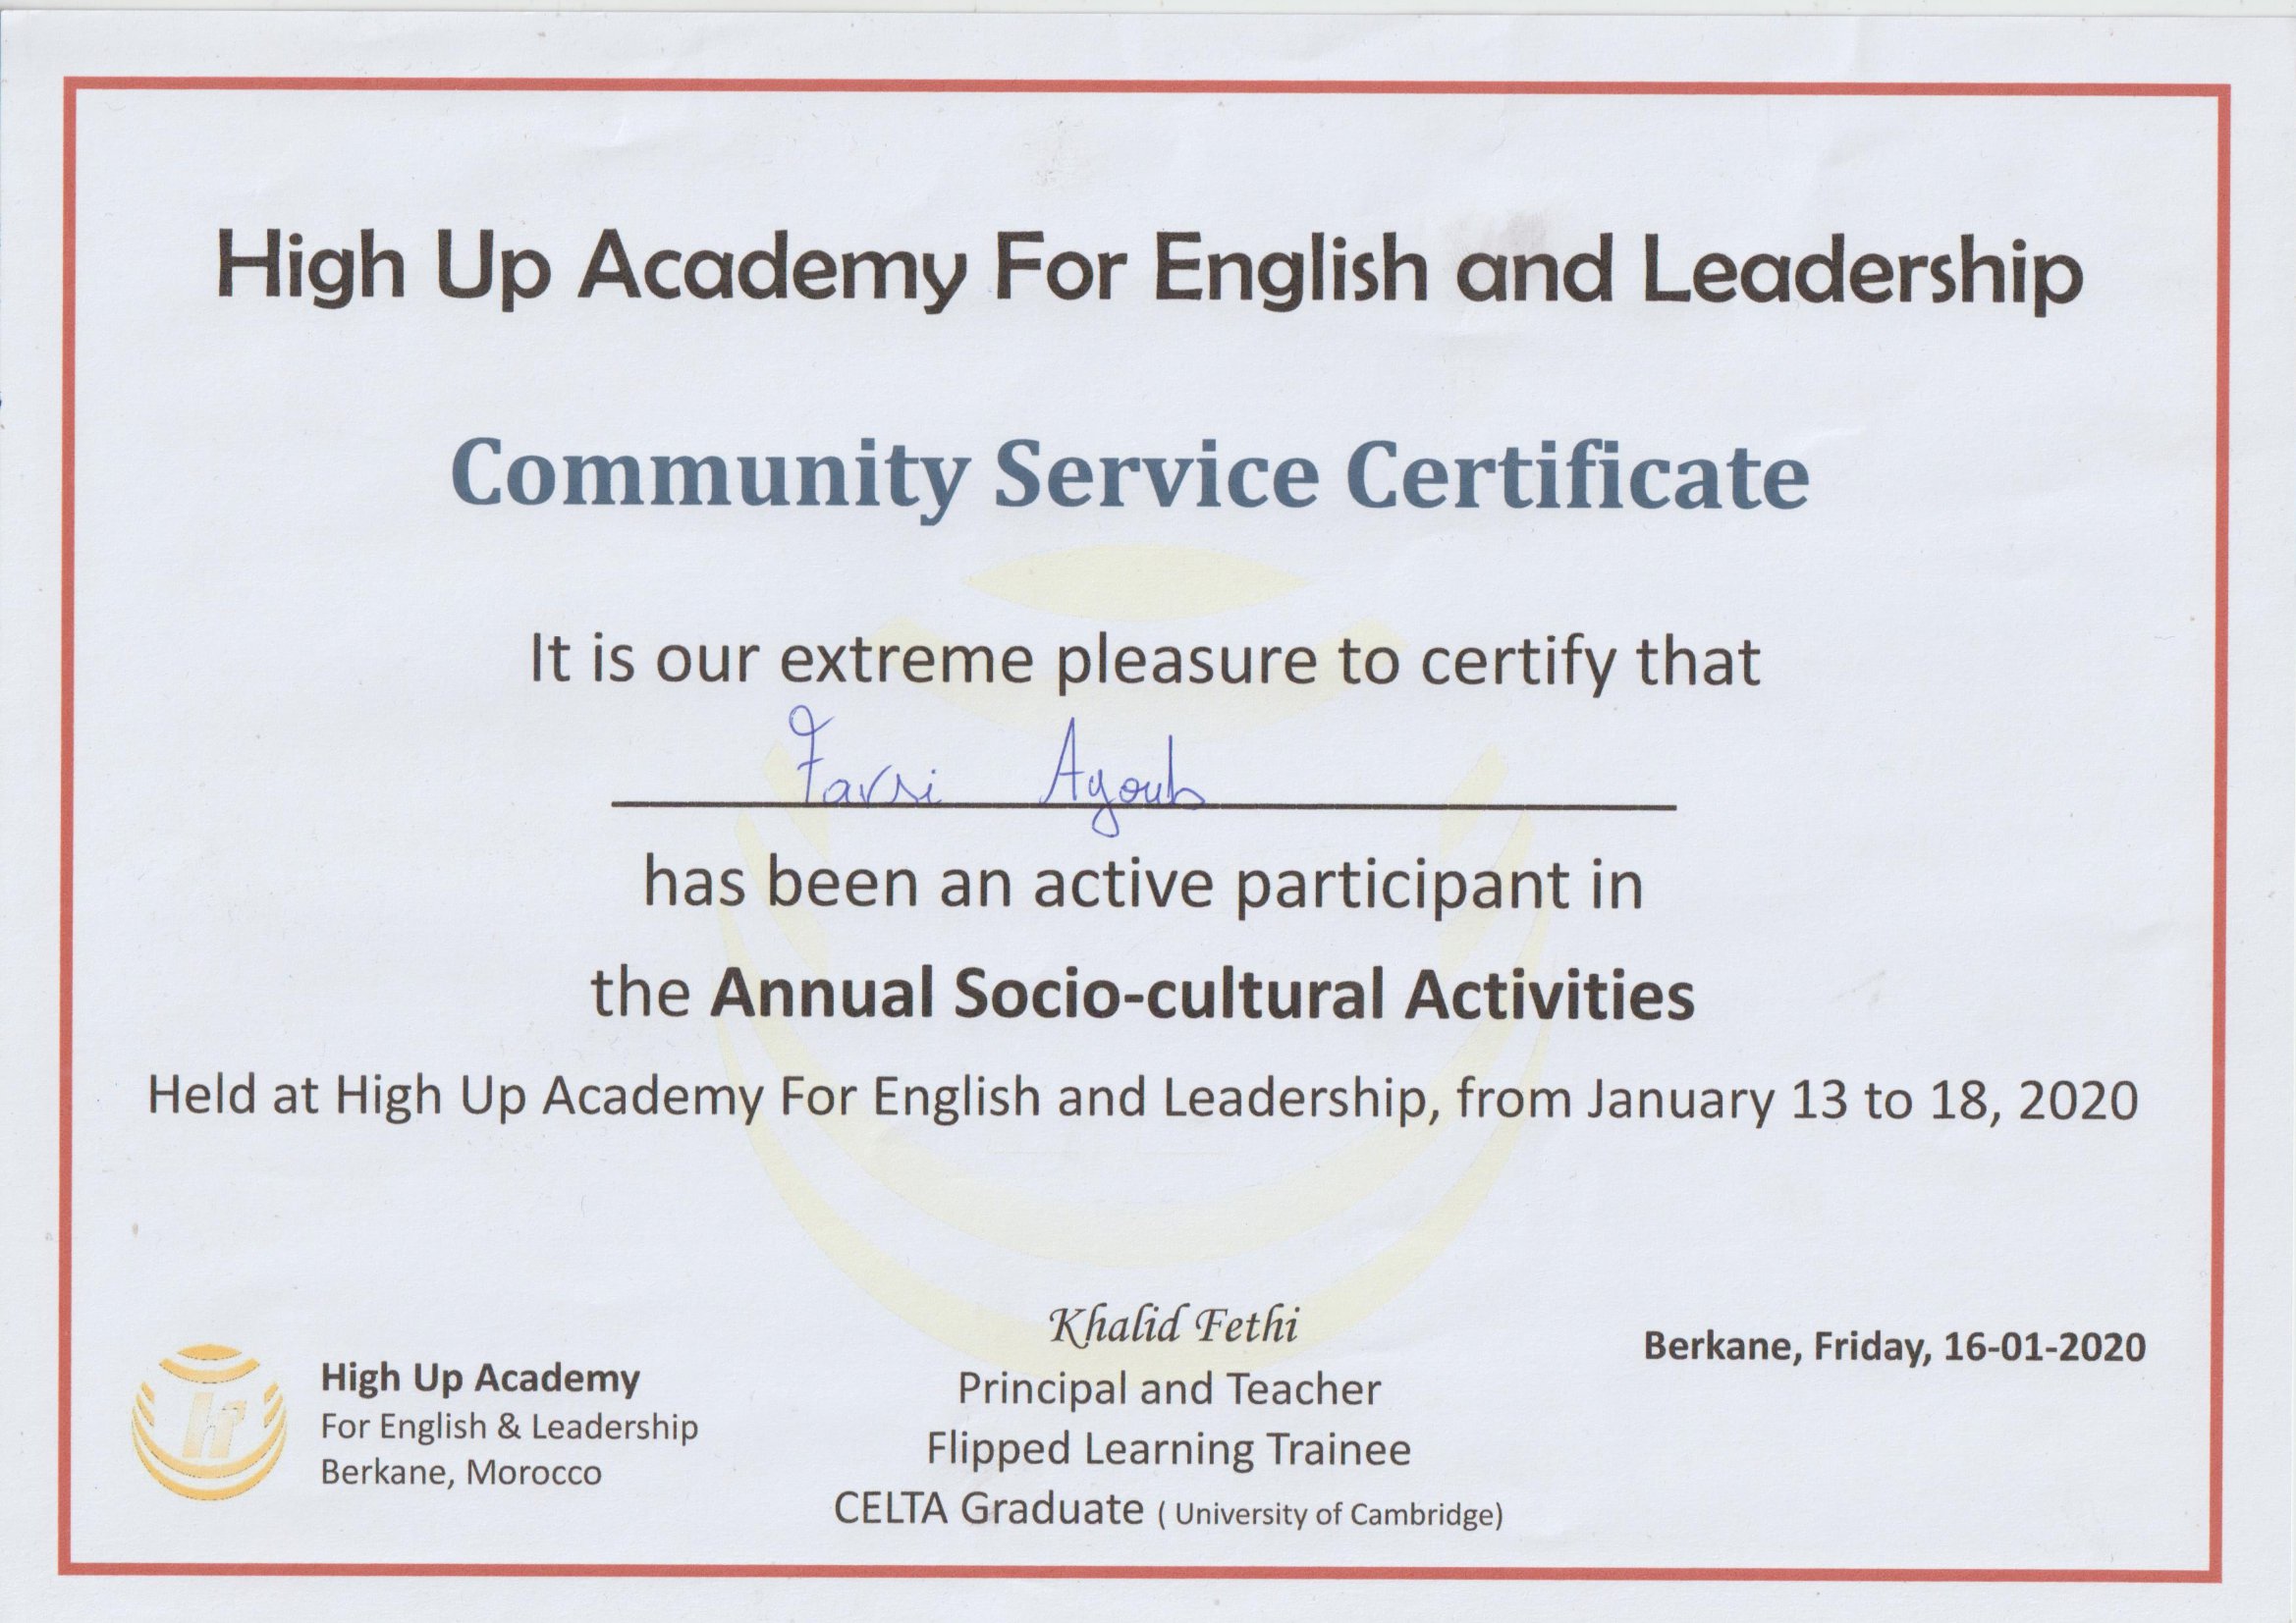 High Up Academy For English and Leadership
Community Service Certificate
It is our extreme pleasure to certify that
Farsi Ayoub
has been an active participant in
the Annual Socio-cultural Activities
Held at High Up Academy For English and Leadership, from January 13 to 18, 2020
Khalid Fethi
Principal and Teacher
Flipped Learning Trainee
CELTA Graduate ( University of Cambridge)
Berkane, Friday, 16-01-2020
High Up Academy
For English & Leadership
Berkane, Morocco